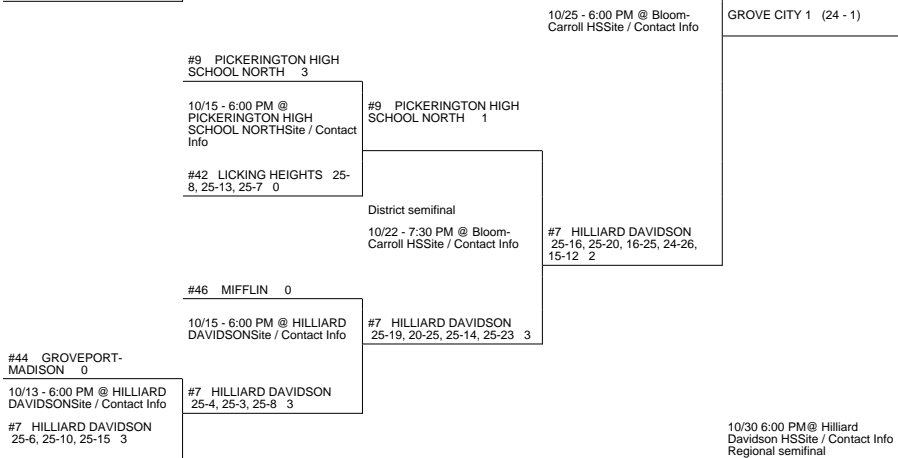 10/25 - 6:00 PM @ Bloom-
Carroll HSSite / Contact Info
GROVE CITY 1 (24 - 1)
#9 PICKERINGTON HIGH
SCHOOL NORTH 3
10/15 - 6:00 PM @
PICKERINGTON HIGH
SCHOOL NORTHSite / Contact
Info
#9 PICKERINGTON HIGH
SCHOOL NORTH 1
#42 LICKING HEIGHTS 25-
8, 25-13, 25-7 0
District semifinal
10/22 - 7:30 PM @ Bloom-
Carroll HSSite / Contact Info
#7 HILLIARD DAVIDSON
25-16, 25-20, 16-25, 24-26,
15-12 2
#46 MIFFLIN 0
10/15 - 6:00 PM @ HILLIARD
DAVIDSONSite / Contact Info
#7 HILLIARD DAVIDSON
25-19, 20-25, 25-14, 25-23 3
#44 GROVEPORT-
MADISON 0
10/13 - 6:00 PM @ HILLIARD
DAVIDSONSite / Contact Info
#7 HILLIARD DAVIDSON
25-4, 25-3, 25-8 3
#7 HILLIARD DAVIDSON
25-6, 25-10, 25-15 3
10/30 6:00 PM@ Hilliard
Davidson HSSite / Contact Info
Regional semifinal